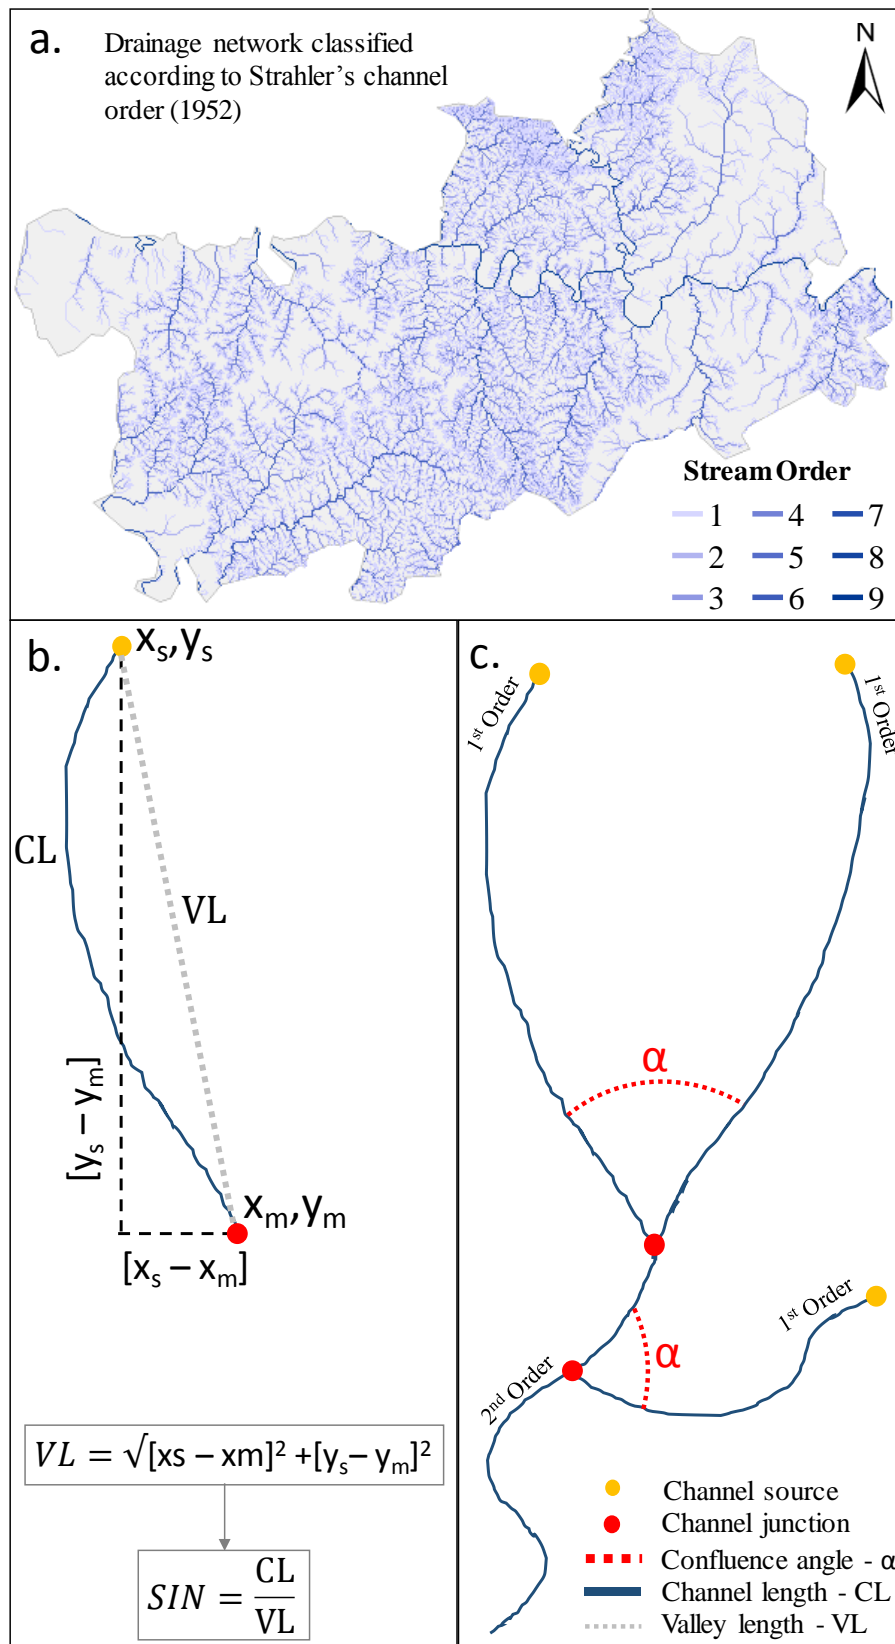 a.
Drainage network classified
according to Strahler's channel
order (1952)
N
Stream Order
1 4 7
2 5 8
3 6 9
b.
xₛ,yₛ
CL
VL
[yₛ – yₘ]
xₘ,yₘ
[xₛ – xₘ]
VL = √[xs – xm]² +[yₛ– yₘ]²
SIN = CL/VL
c.
1st Order
1st Order
α
1st Order
α
2nd Order
Channel source
Channel junction
Confluence angle - α
Channel length - CL
Valley length - VL